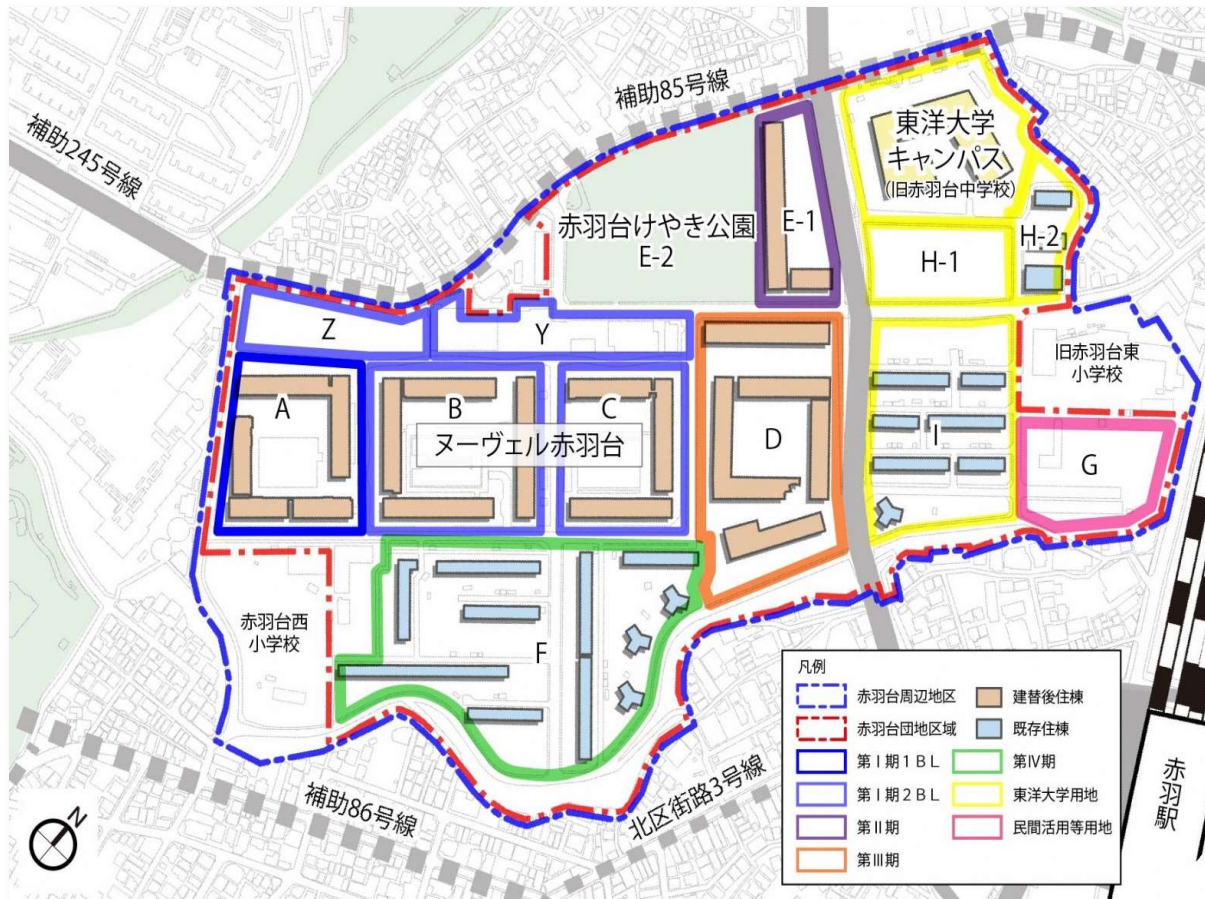 補助85号線
補助245号線
東洋大学
キャンパス
(旧赤羽台中学校)
赤羽台けやき公園
E-2
E-1
H-1
H-2
Z
Y
旧赤羽台東
小学校
A
B
C
ヌーヴェル赤羽台
D
I
G
赤羽台西
小学校
F
補助86号線
北区街路3号線
赤羽駅
N
凡例
赤羽台周辺地区
建替後住棟
赤羽台団地区域
既存住棟
第Ⅰ期1BL
第Ⅳ期
第Ⅰ期2BL
東洋大学用地
第Ⅱ期
民間活用等用地
第Ⅲ期